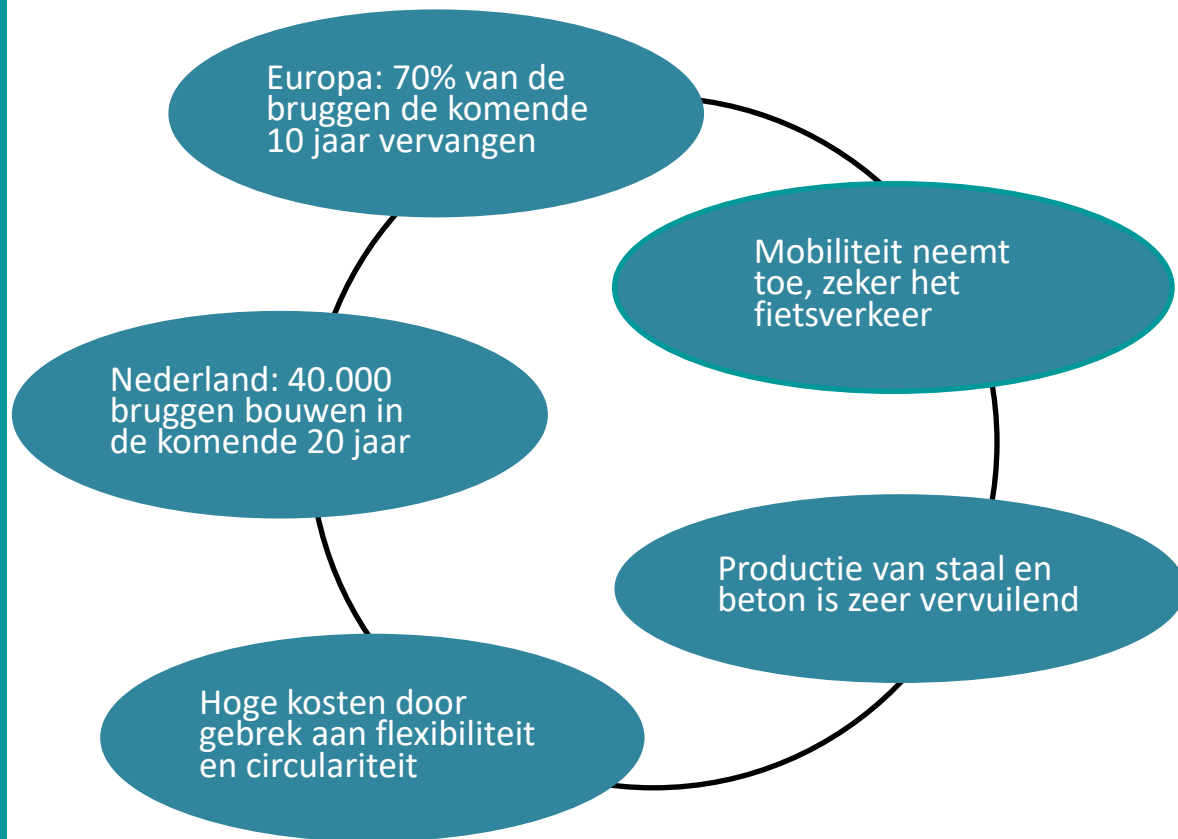 Europa: 70% van de
bruggen de komende
10 jaar vervangen
Mobiliteit neemt
toe, zeker het
fietsverkeer
Nederland: 40.000
bruggen bouwen in
de komende 20 jaar
Productie van staal en
beton is zeer vervuilend
Hoge kosten door
gebrek aan flexibiliteit
en circulariteit